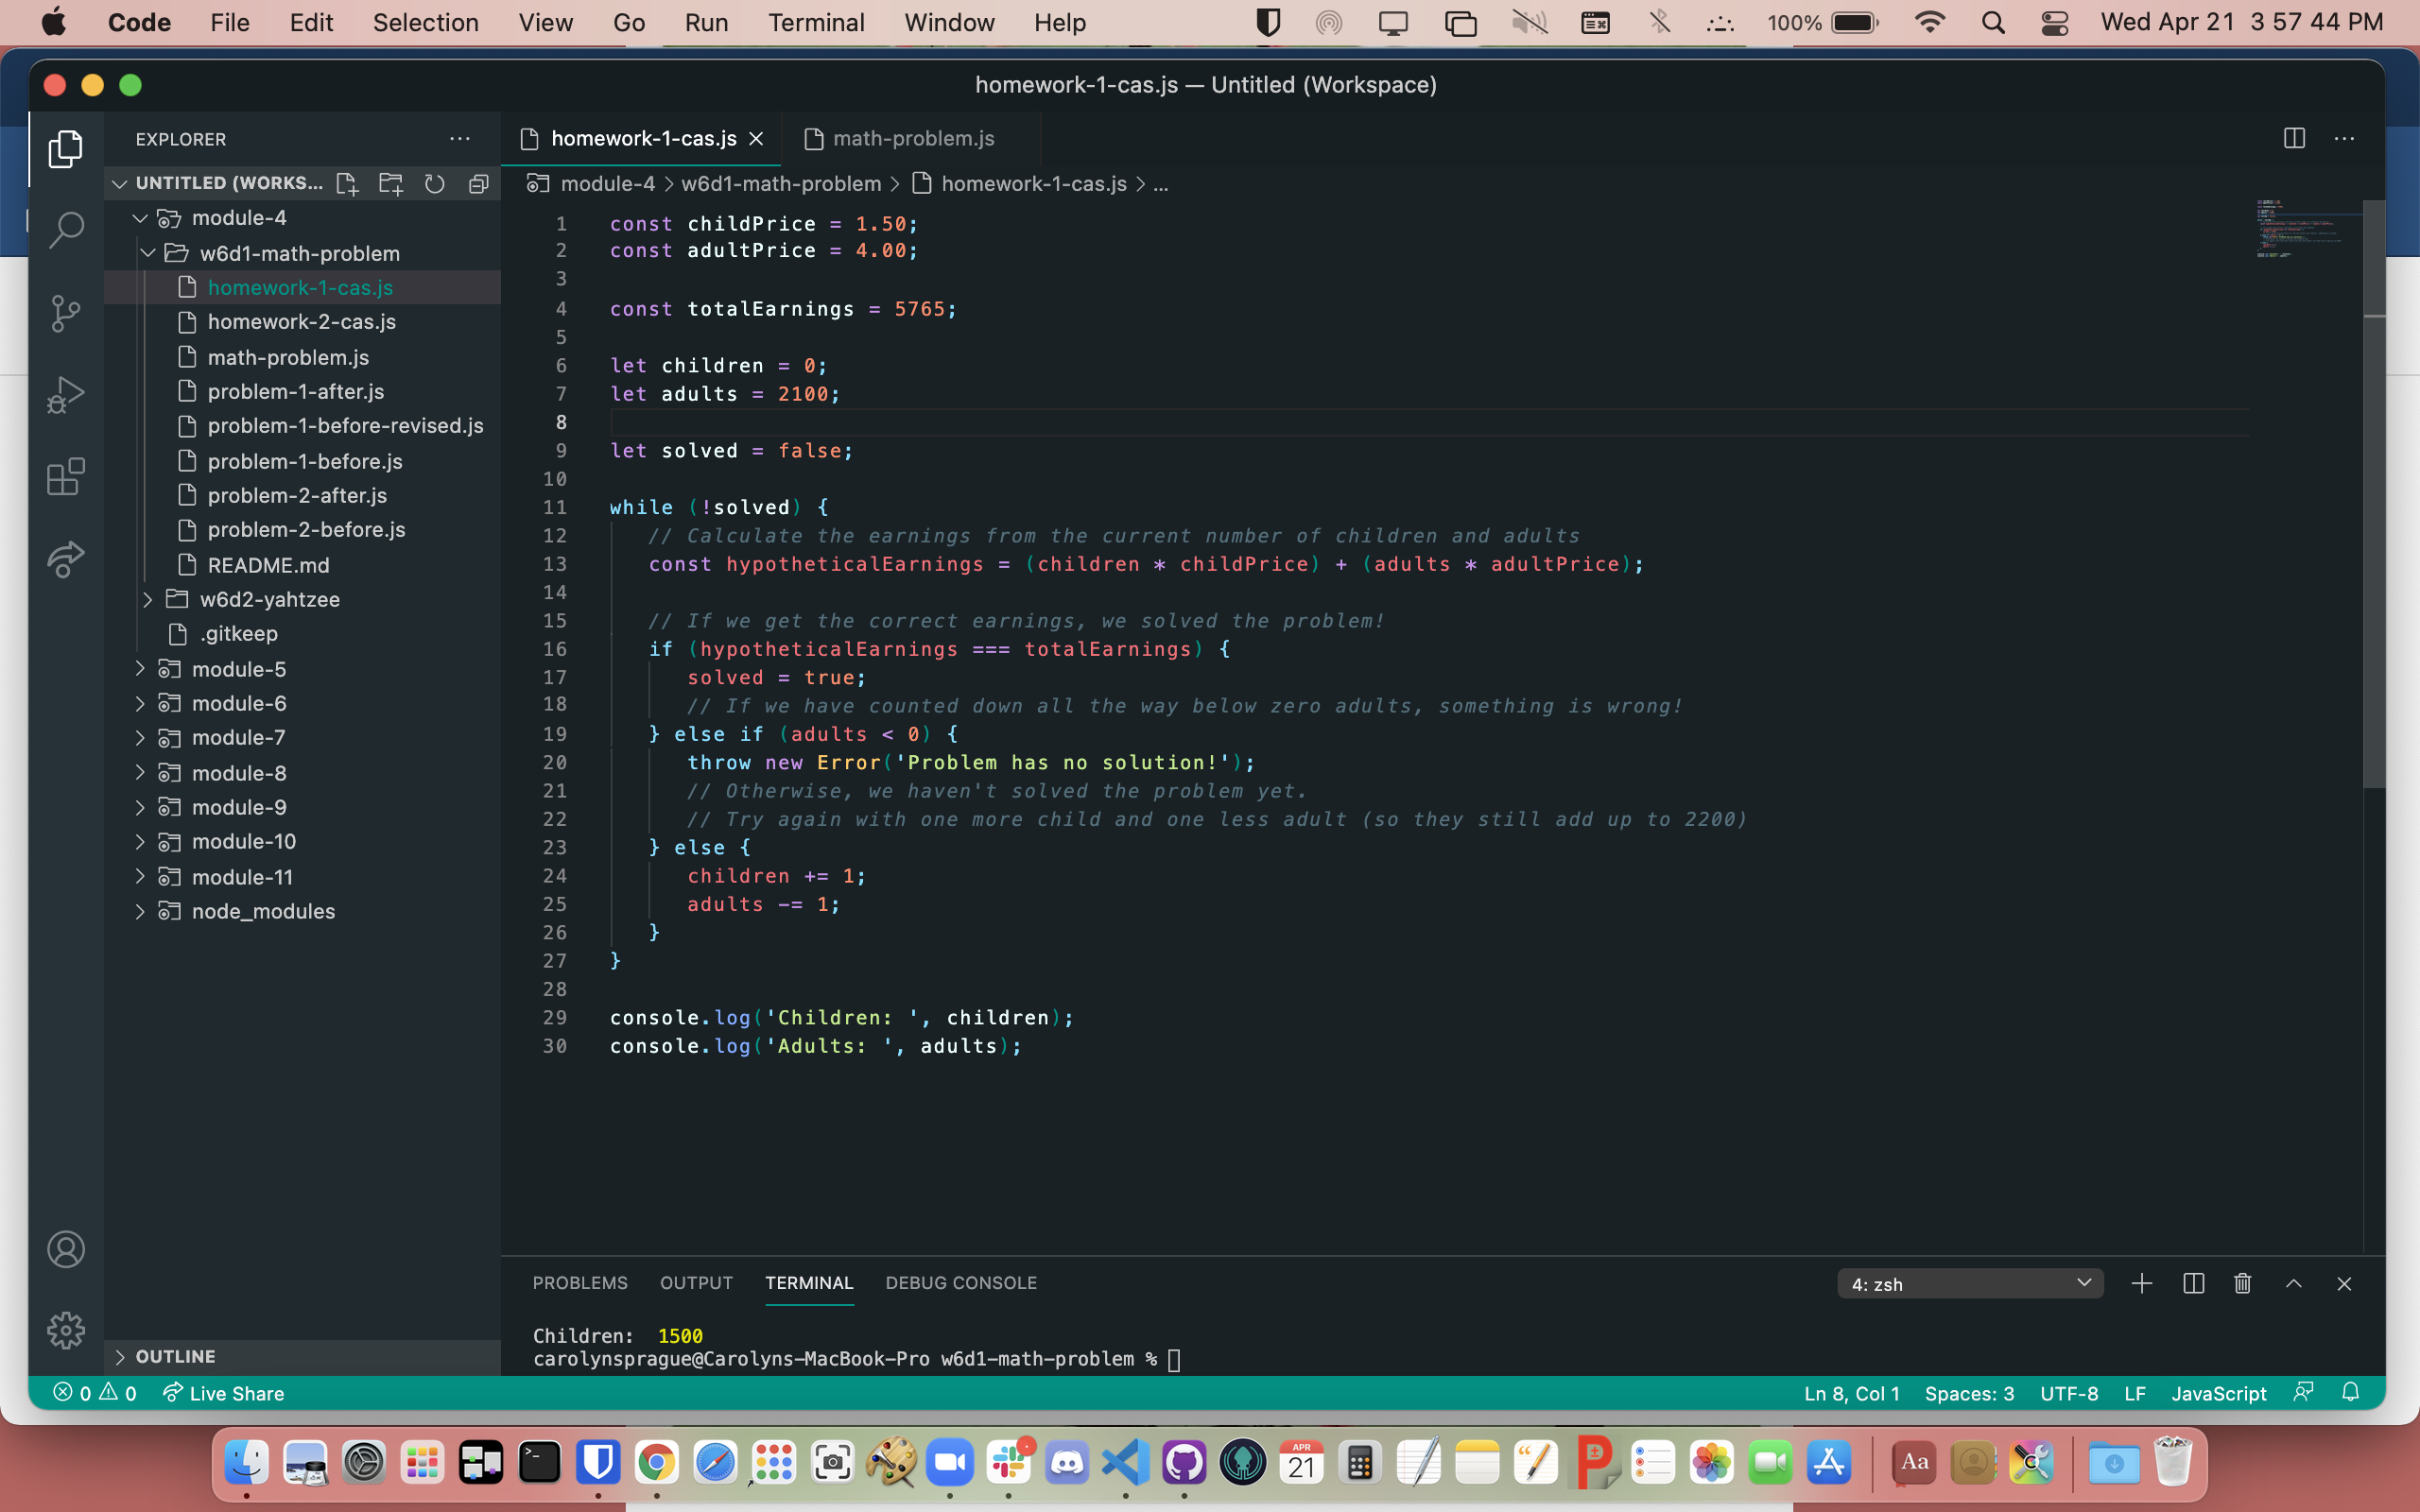 Code File Edit Selection View Go Run Terminal Window Help 100% Wed Apr 21 3 57 44 PM
homework-1-cas.js — Untitled (Workspace)
EXPLORER
homework-1-cas.js
math-problem.js
UNTITLED (WORKS...
module-4 > w6d1-math-problem > homework-1-cas.js > ...
module-4
w6d1-math-problem
homework-1-cas.js
homework-2-cas.js
math-problem.js
problem-1-after.js
problem-1-before-revised.js
problem-1-before.js
problem-2-after.js
problem-2-before.js
README.md
w6d2-yahtzee
.gitkeep
module-5
module-6
module-7
module-8
module-9
module-10
module-11
node_modules
OUTLINE
1 const childPrice = 1.50;
2 const adultPrice = 4.00;
3
4 const totalEarnings = 5765;
5
6 let children = 0;
7 let adults = 2100;
8
9 let solved = false;
10
11 while (!solved) {
12 // Calculate the earnings from the current number of children and adults
13 const hypotheticalEarnings = (children * childPrice) + (adults * adultPrice);
14
15 // If we get the correct earnings, we solved the problem!
16 if (hypotheticalEarnings === totalEarnings) {
17 solved = true;
18 // If we have counted down all the way below zero adults, something is wrong!
19 } else if (adults < 0) {
20 throw new Error('Problem has no solution!');
21 // Otherwise, we haven't solved the problem yet.
22 // Try again with one more child and one less adult (so they still add up to 2200)
23 } else {
24 children += 1;
25 adults -= 1;
26 }
27 }
28
29 console.log('Children: ', children);
30 console.log('Adults: ', adults);
PROBLEMS OUTPUT TERMINAL DEBUG CONSOLE
4: zsh
Children: 1500
carolynsprague@Carolyns-MacBook-Pro w6d1-math-problem %
0 0 Live Share
Ln 8, Col 1 Spaces: 3 UTF-8 LF JavaScript
APR
21
Aa